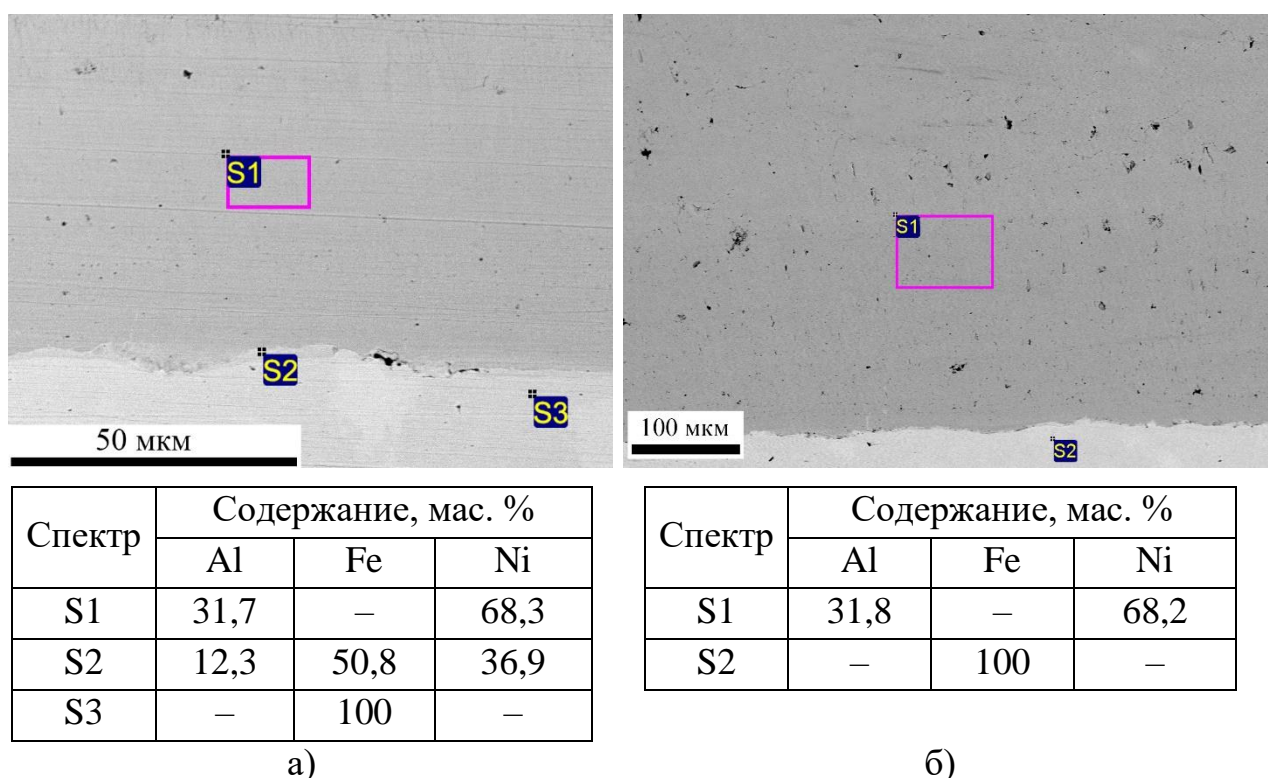 S1
S2
S3
50 мкм
S1
100 мкм
S2
Спектр
Содержание, мас. %
Al Fe Ni
S1 31,7 – 68,3
S2 12,3 50,8 36,9
S3 – 100 –
а)
Спектр
Содержание, мас. %
Al Fe Ni
S1 31,8 – 68,2
S2 – 100 –
б)